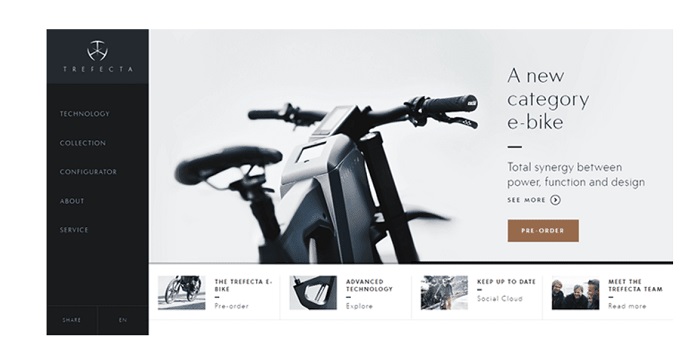 TREFECTA
TECHNOLOGY
COLLECTION
CONFIGURATOR
ABOUT
SERVICE
SHARE
EN
A new
category
e-bike
Total synergy between
power, function and design
SEE MORE
PRE-ORDER
THE TREFECTA E-
BIKE
Pre-order
ADVANCED
TECHNOLOGY
Explore
KEEP UP TO DATE
Social Cloud
MEET THE
TREFECTA TEAM
Read more